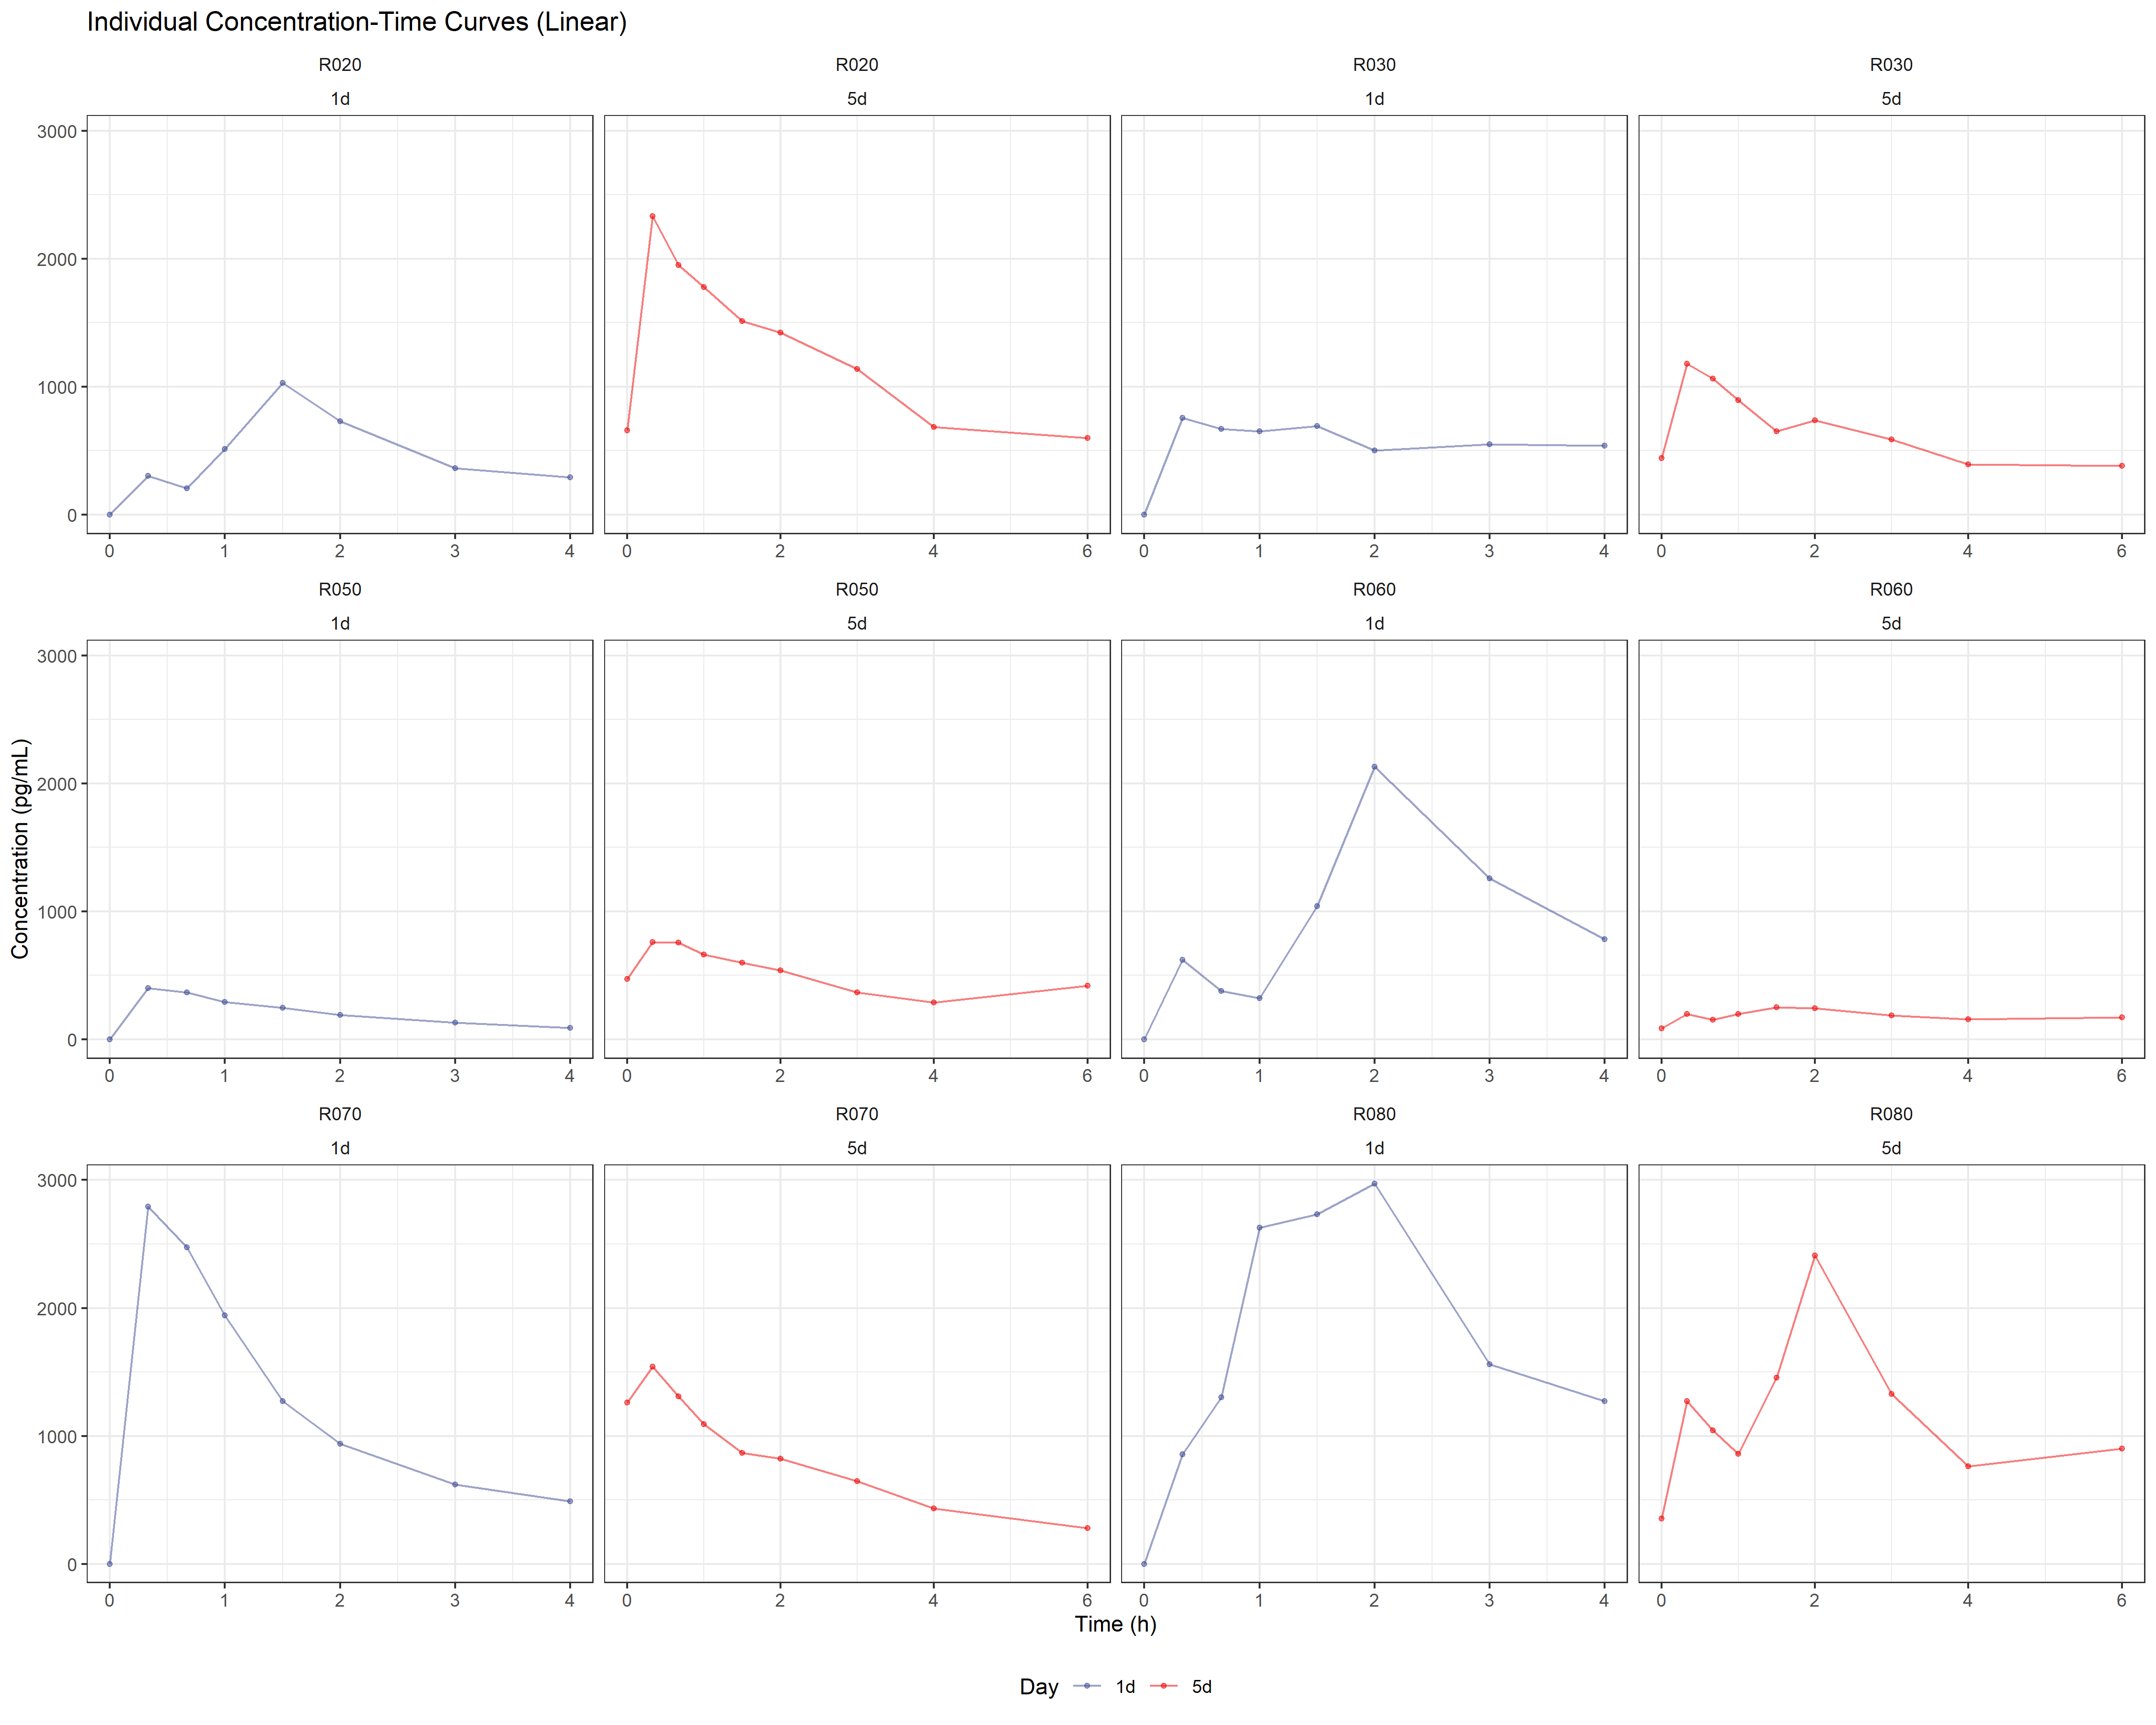 Individual Concentration-Time Curves (Linear)
R020 R020 R030 R030
1d 5d 1d 5d
3000
2000
1000
0
0 1 2 3 4 0 2 4 6 0 1 2 3 4 0 2 4 6
R050 R050 R060 R060
1d 5d 1d 5d
3000
2000
1000
0
0 1 2 3 4 0 2 4 6 0 1 2 3 4 0 2 4 6
Concentration (pg/mL)
R070 R070 R080 R080
1d 5d 1d 5d
3000
2000
1000
0
0 1 2 3 4 0 2 4 6 0 1 2 3 4 0 2 4 6
Time (h)
Day 1d 5d